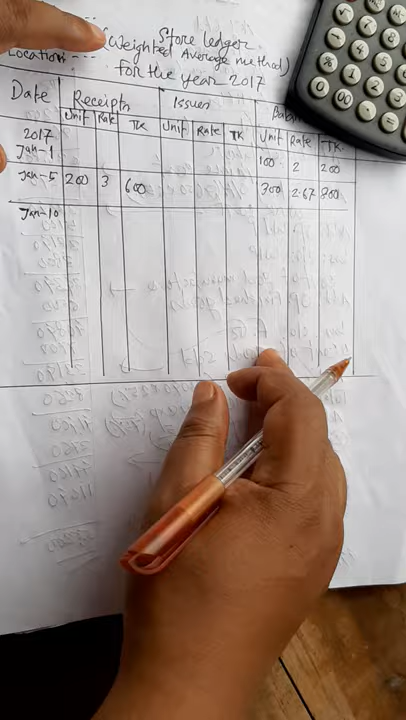 Store ledger
(Weighted Average method)
Location ----
For the year 2017
Date Receipts Issues
Unit Rate TK Unit Rate TK Unit Rate TK
2017
Jan-1 100 2 200
Jan-5 200 3 600 300 2.67 800
Jan-10